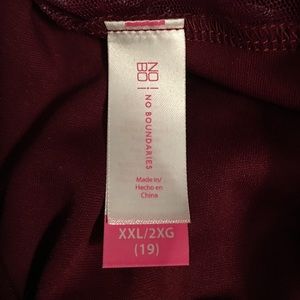 NO
BO
NO BOUNDARIES
Made in/
Hecho en
China
XXL/2XG
(19)